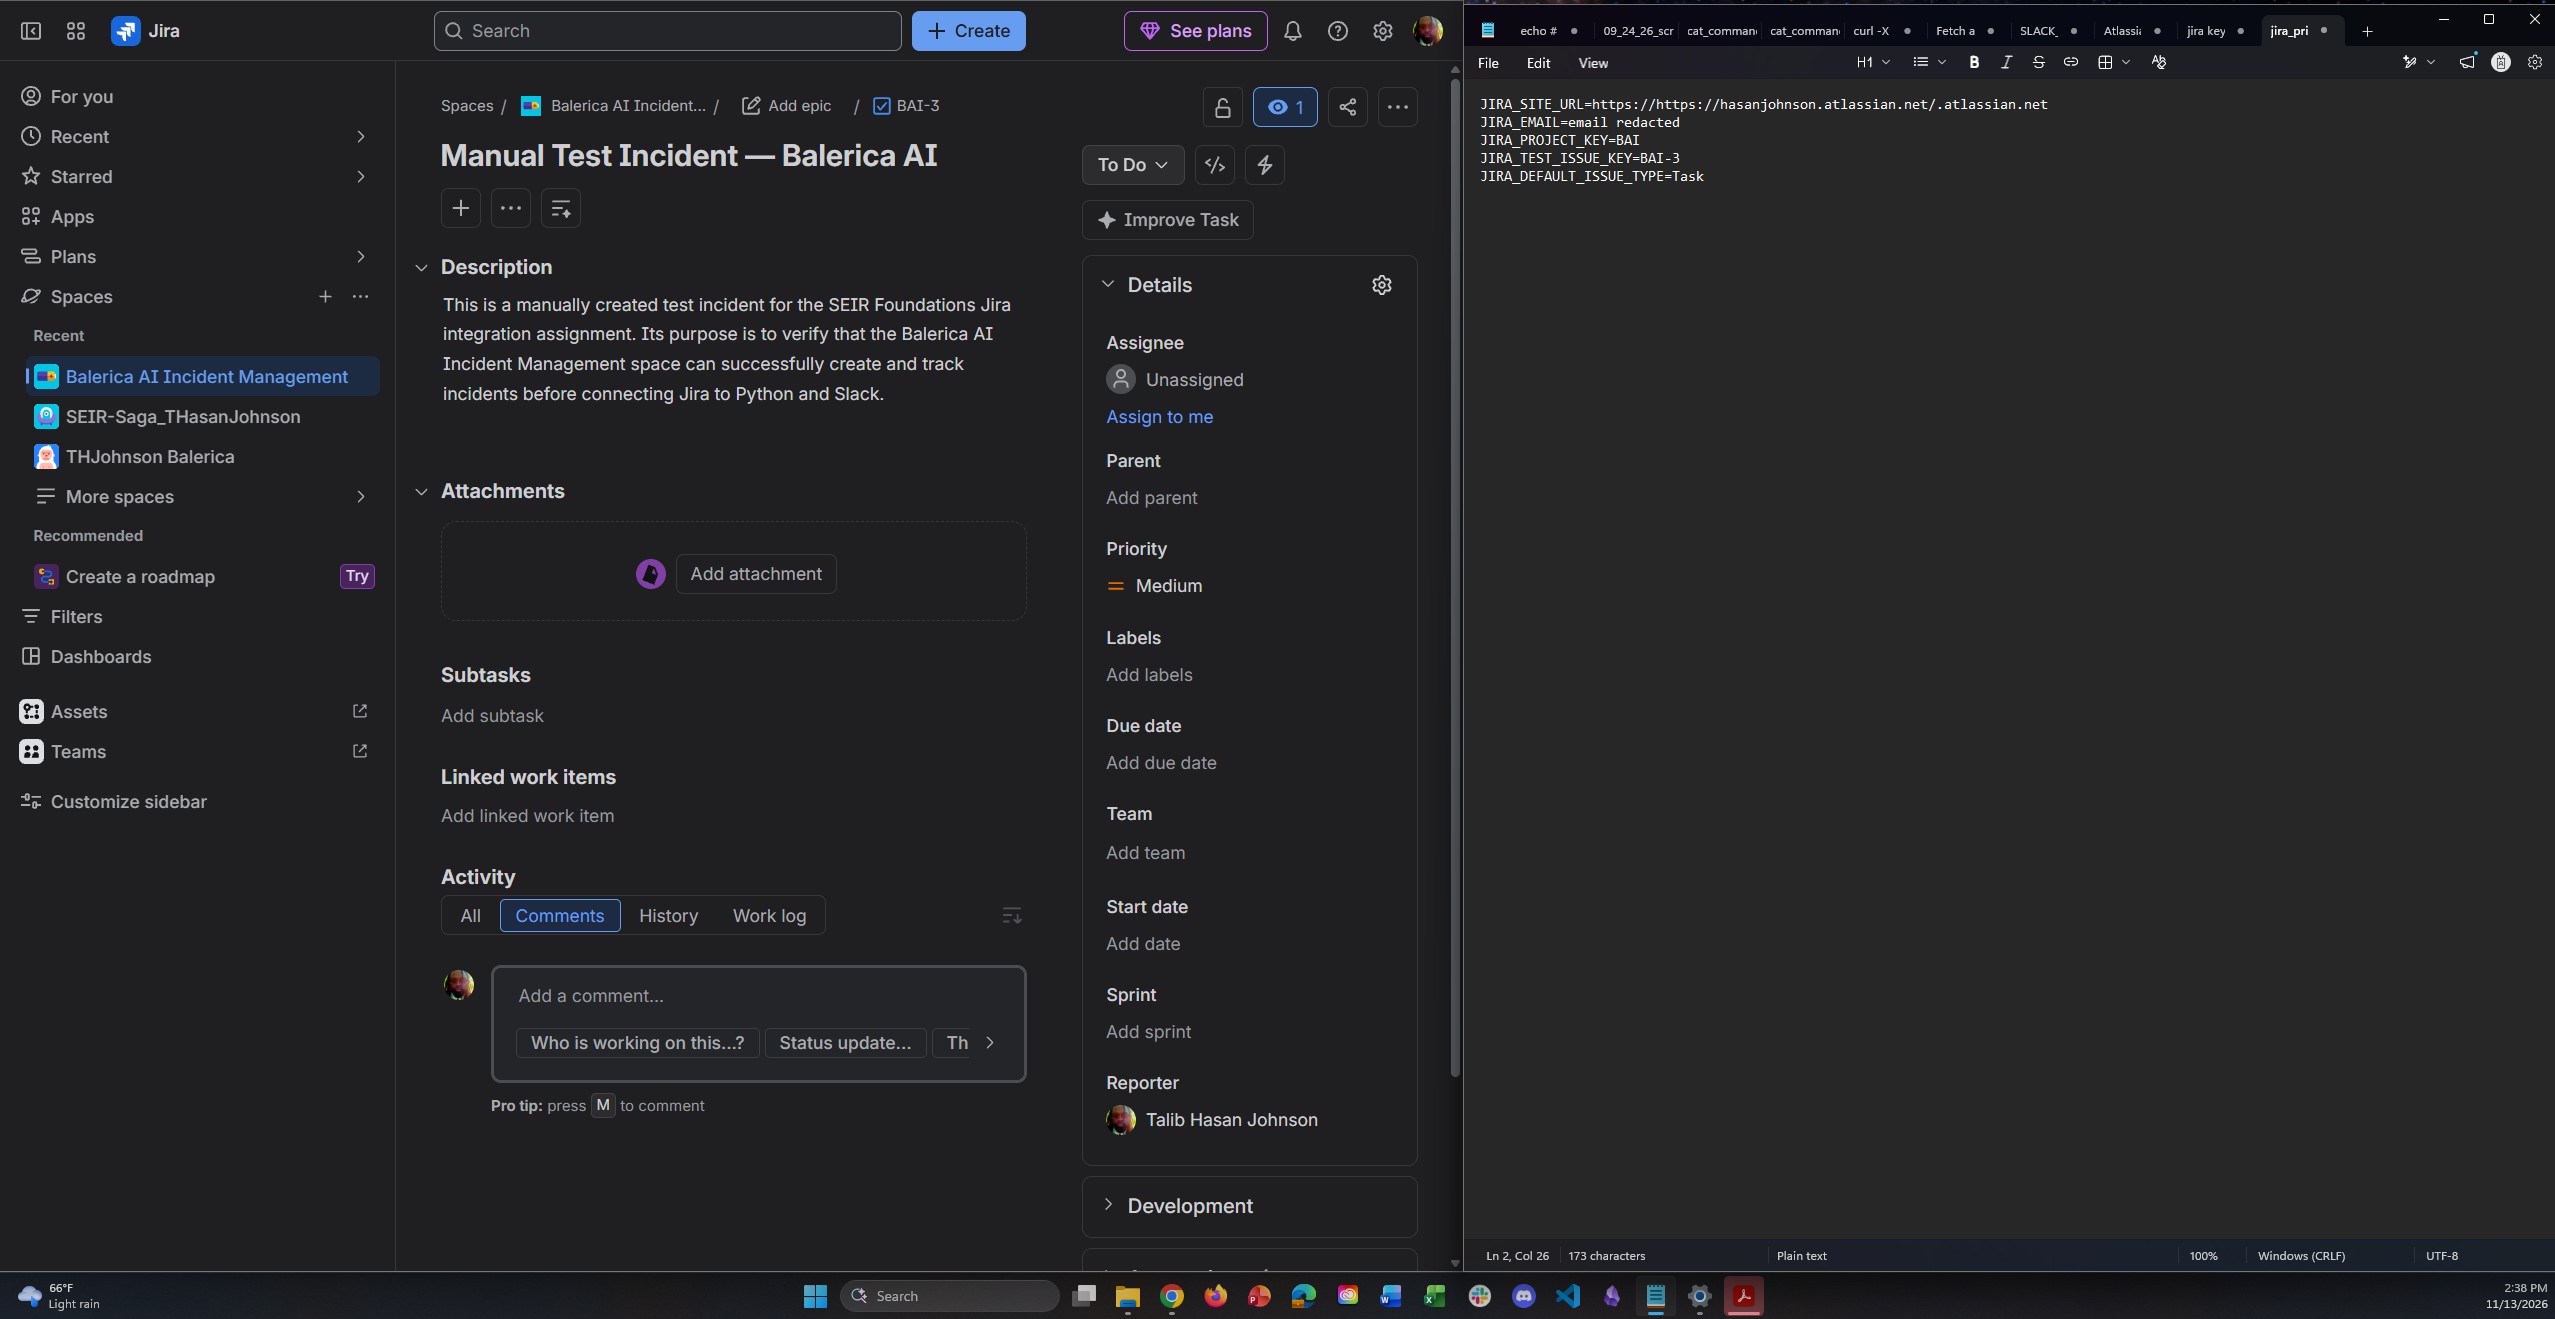 Jira
Search
Create
See plans
For you
Recent
Starred
Apps
Plans
Spaces
Recent
Balerica AI Incident Management
SEIR-Saga_THasanJohnson
THJohnson Balerica
More spaces
Recommended
Create a roadmap
Try
Filters
Dashboards
Assets
Teams
Customize sidebar
Spaces / Balerica AI Incident... / Add epic / BAI-3
1
Manual Test Incident — Balerica AI
Description
This is a manually created test incident for the SEIR Foundations Jira
integration assignment. Its purpose is to verify that the Balerica AI
Incident Management space can successfully create and track
incidents before connecting Jira to Python and Slack.
Attachments
Add attachment
Subtasks
Add subtask
Linked work items
Add linked work item
Activity
All
Comments
History
Work log
Add a comment...
Who is working on this...?
Status update...
Th
Pro tip: press M to comment
To Do
Improve Task
Details
Assignee
Unassigned
Assign to me
Parent
Add parent
Priority
Medium
Labels
Add labels
Due date
Add due date
Team
Add team
Start date
Add date
Sprint
Add sprint
Reporter
Talib Hasan Johnson
Development
echo #
09_24_26_scr
cat_comman
cat_comman
curl -X
Fetch a
SLACK_
Atlassi
jira key
jira_pri
File
Edit
View
H1
B
I
S
JIRA_SITE_URL=https://https://hasanjohnson.atlassian.net/.atlassian.net
JIRA_EMAIL=email redacted
JIRA_PROJECT_KEY=BAI
JIRA_TEST_ISSUE_KEY=BAI-3
JIRA_DEFAULT_ISSUE_TYPE=Task
Ln 2, Col 26
173 characters
Plain text
100%
Windows (CRLF)
UTF-8
66°F
Light rain
Search
2:38 PM
11/13/2026